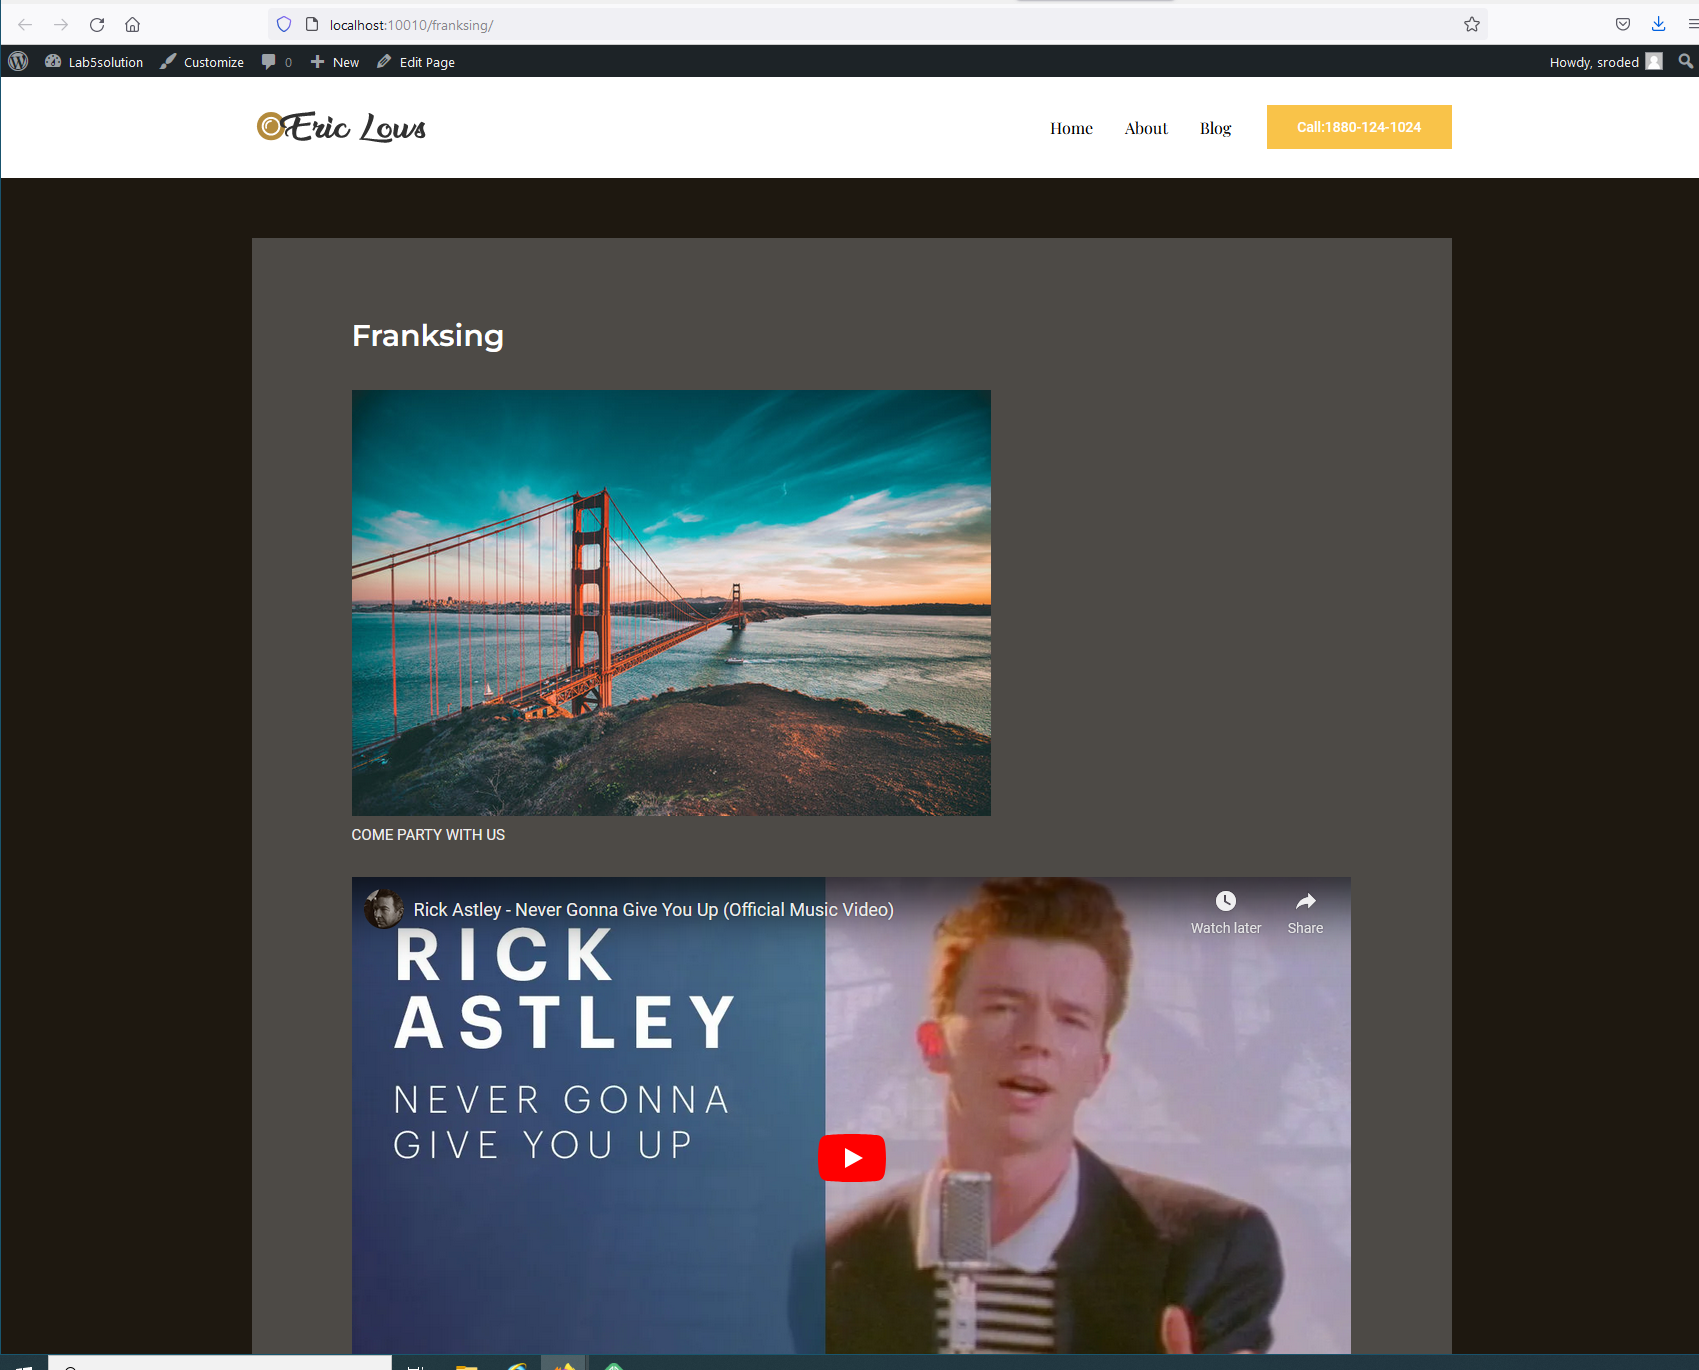 localhost:10010/franksing/
Lab5solution Customize 0 New Edit Page Howdy, sroded
Eric Lows
Home About Blog Call:1880-124-1024
Franksing
COME PARTY WITH US
Rick Astley - Never Gonna Give You Up (Official Music Video)
Watch later Share
RICK
ASTLEY
NEVER GONNA
GIVE YOU UP